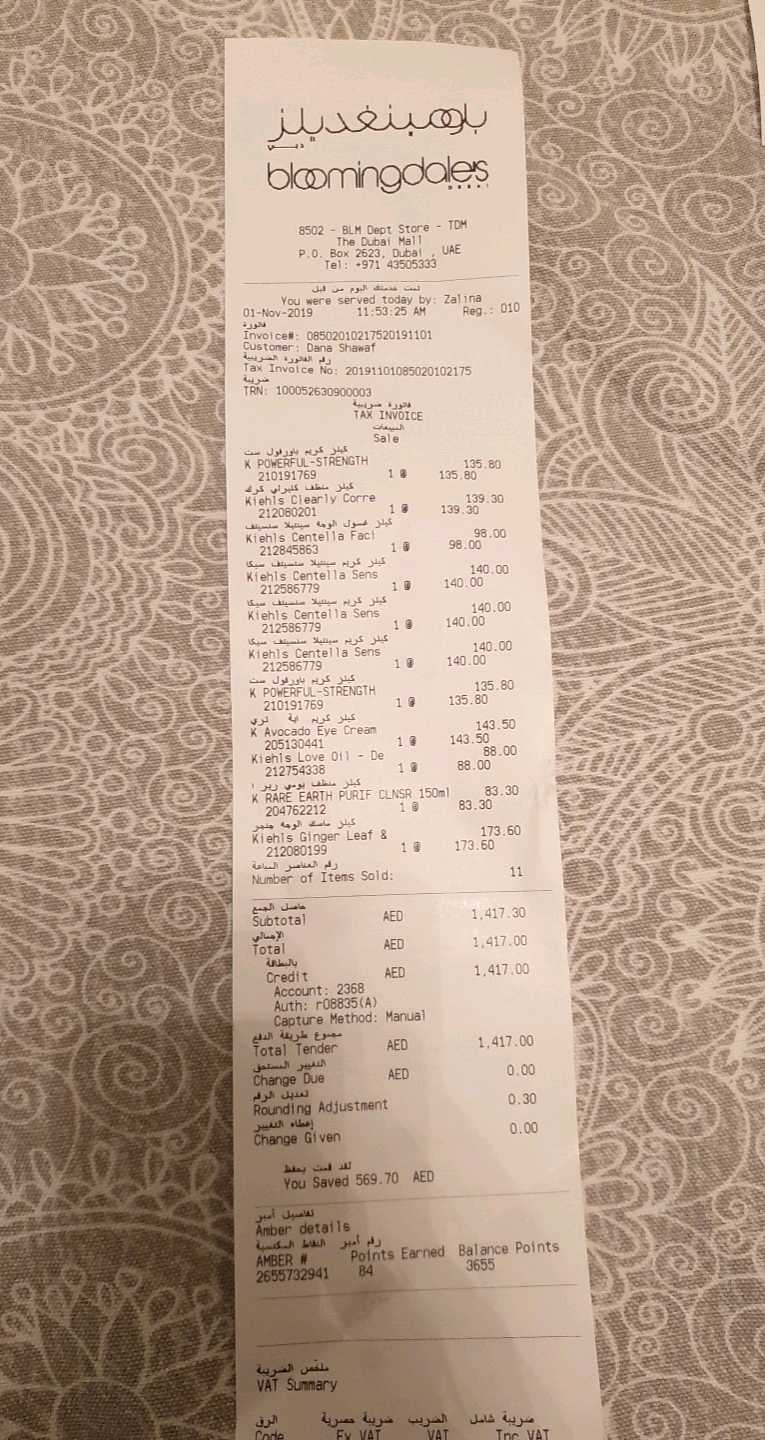 بلومينغديلز
دبي
bloomingdale's
DUBAI
8502 - BLM Dept Store - TDM
The Dubai Mall
P.O. Box 2623, Dubai , UAE
Tel: +971 43505333
تمت خدمتك اليوم من قبل
You were served today by: Zalina
01-Nov-2019 11:53:25 AM Reg.: 010
فاتورة
Invoice#: 08502010217520191101
Customer: Dana Shawaf
رقم الفاتورة الضريبية
Tax Invoice No: 20191101085020102175
ضريبة
TRN: 100052630900003
فاتورة ضريبية
TAX INVOICE
المبيعات
Sale
كيلز كريم باورفول ست
K POWERFUL-STRENGTH 135.80
210191769 1 @ 135.80
كيلز منظف كليرلي كرك
Kiehls Clearly Corre 139.30
212080201 1 @ 139.30
كيلز غسول الوجه سينتيلا سنسيتف
Kiehls Centella Faci 98.00
212845863 1 @ 98.00
كيلز كريم سينتيلا سنسيتف سيكا
Kiehls Centella Sens 140.00
212586779 1 @ 140.00
كيلز كريم سينتيلا سنسيتف سيكا
Kiehls Centella Sens 140.00
212586779 1 @ 140.00
كيلز كريم سينتيلا سنسيتف سيكا
Kiehls Centella Sens 140.00
212586779 1 @ 140.00
كيلز كريم باورفول ست
K POWERFUL-STRENGTH 135.80
210191769 1 @ 135.80
كيلز كريم اية تري
K Avocado Eye Cream 143.50
205130441 1 @ 143.50
Kiehls Love Oil - De 88.00
212754338 1 @ 88.00
كيلز منظف يومي رير ا
K RARE EARTH PURIF CLNSR 150ml 83.30
204762212 1 @ 83.30
كيلز ماسك الوجه جنجر
Kiehls Ginger Leaf & 173.60
212080199 1 @ 173.60
رقم العناصر المباعة
Number of Items Sold: 11
حاصل الجمع
Subtotal AED 1,417.30
الإجمالي
Total AED 1,417.00
بالبطاقة
Credit AED 1,417.00
Account: 2368
Auth: r08835(A)
Capture Method: Manual
مجموع طريقة الدفع
Total Tender AED 1,417.00
التغيير المستحق
Change Due AED 0.00
تعديل الرقم
Rounding Adjustment 0.30
إعطاء التغيير
Change Given 0.00
لقد قمت بحفظ
You Saved 569.70 AED
تفاصيل أمبر
Amber details
رقم أمبر النقاط المكتسبة
AMBER # Points Earned Balance Points
2655732941 84 3655
ملخص الضريبة
VAT Summary
الرق ضريبة حصرية الضريب ضريبة شامل
Code Ex VAT VAT Inc VAT